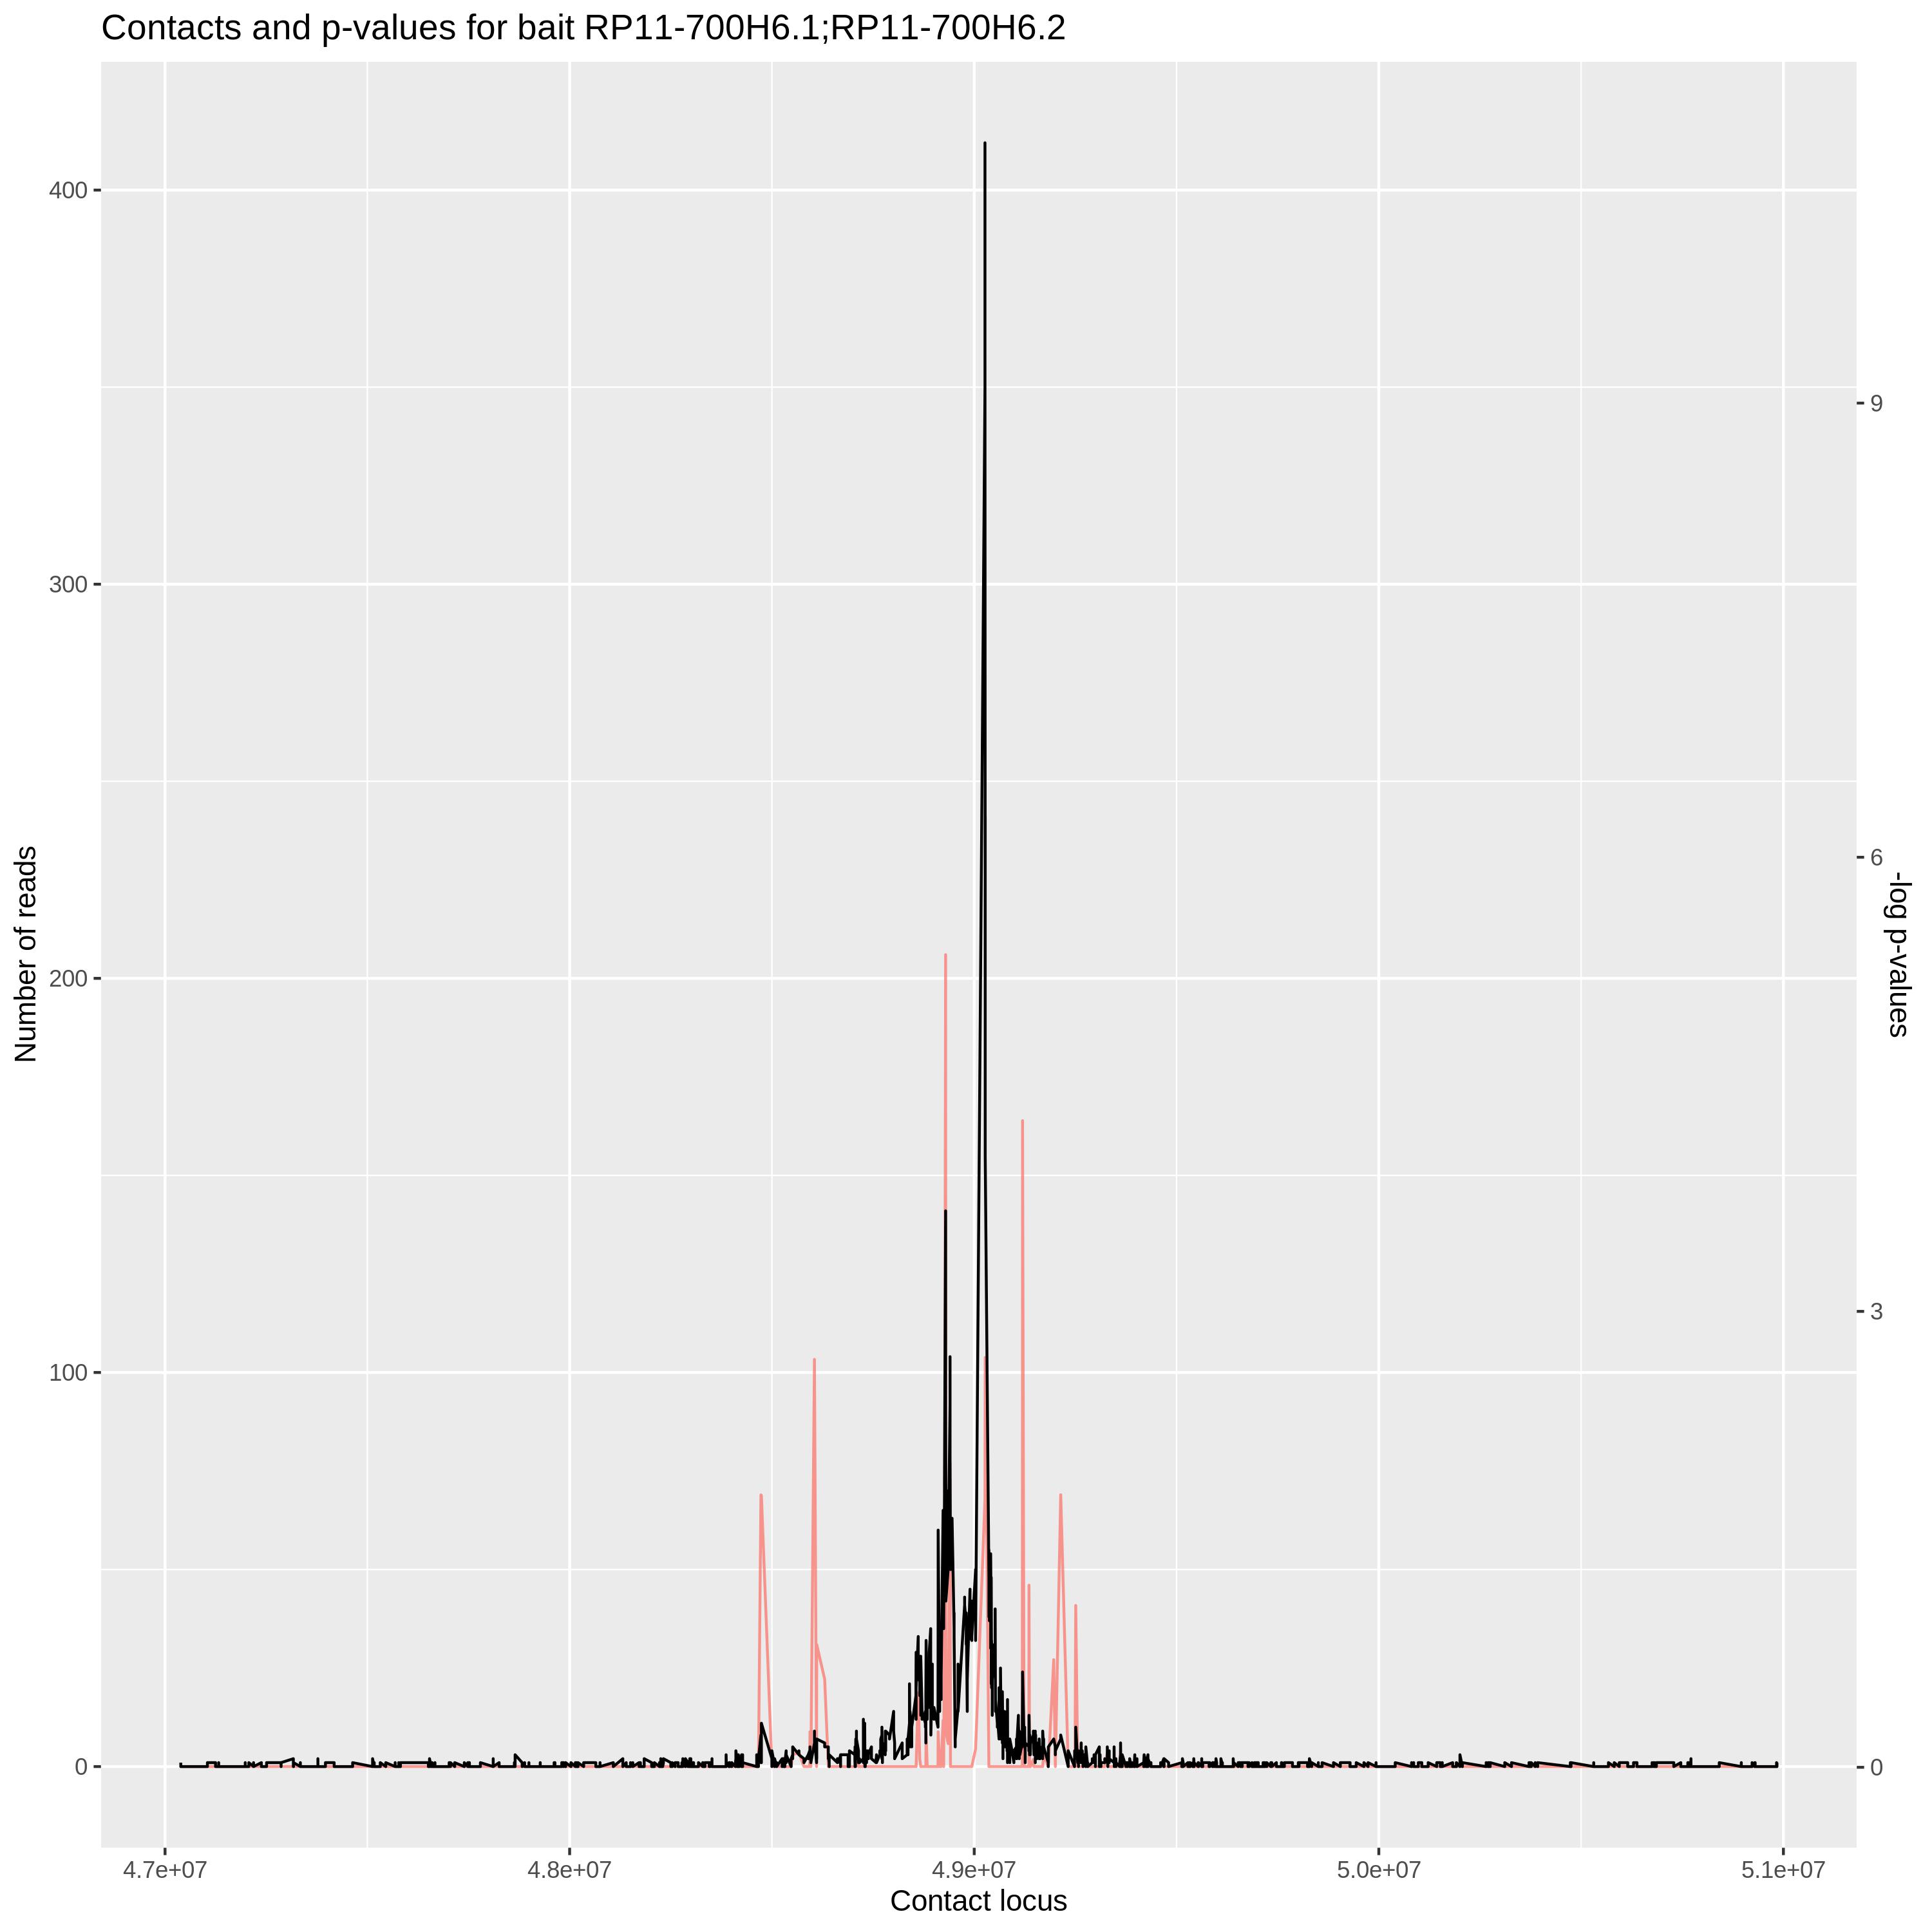 Contacts and p-values for bait RP11-700H6.1;RP11-700H6.2
400
300
200
100
0
Number of reads
9
6
3
0
-log p-values
4.7e+07
4.8e+07
4.9e+07
5.0e+07
5.1e+07
Contact locus